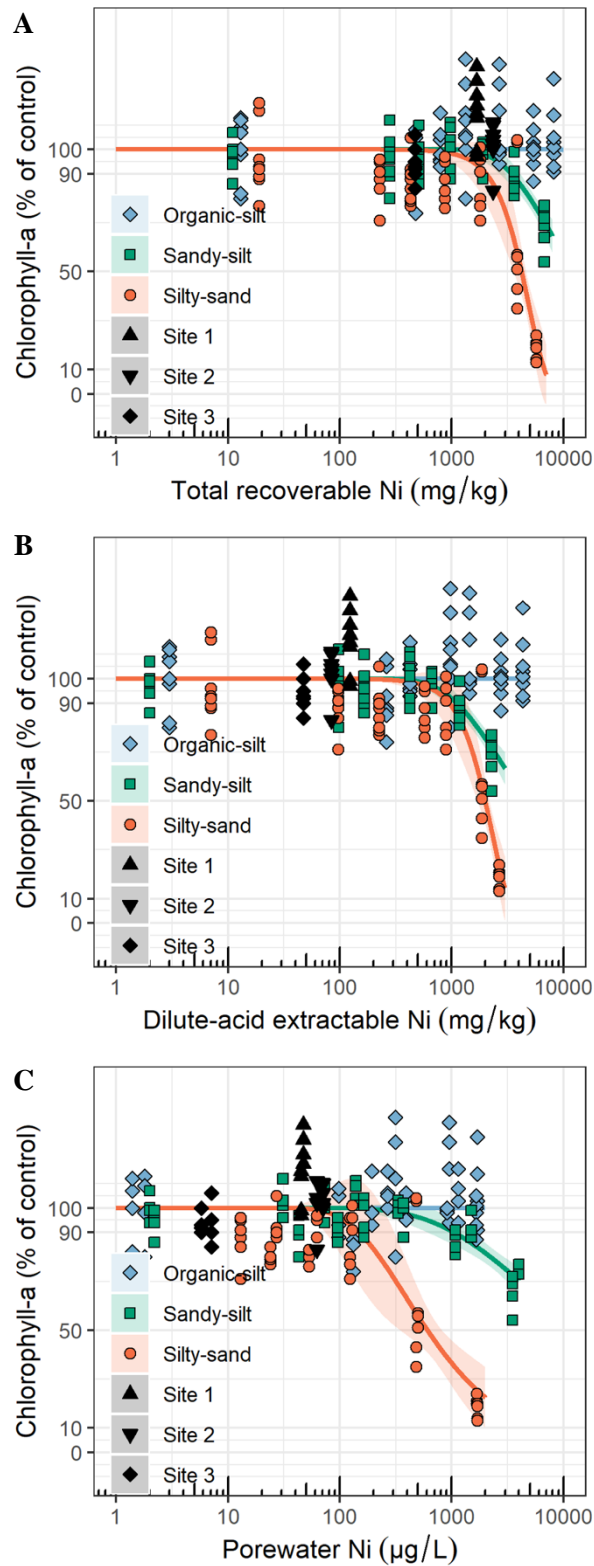 A
Chlorophyll-a (% of control)
100
90
50
10
0
Organic-silt
Sandy-silt
Silty-sand
Site 1
Site 2
Site 3
1 10 100 1000 10000
Total recoverable Ni (mg/kg)
B
Chlorophyll-a (% of control)
100
90
50
10
0
Organic-silt
Sandy-silt
Silty-sand
Site 1
Site 2
Site 3
1 10 100 1000 10000
Dilute-acid extractable Ni (mg/kg)
C
Chlorophyll-a (% of control)
100
90
50
10
0
Organic-silt
Sandy-silt
Silty-sand
Site 1
Site 2
Site 3
1 10 100 1000 10000
Porewater Ni (µg/L)